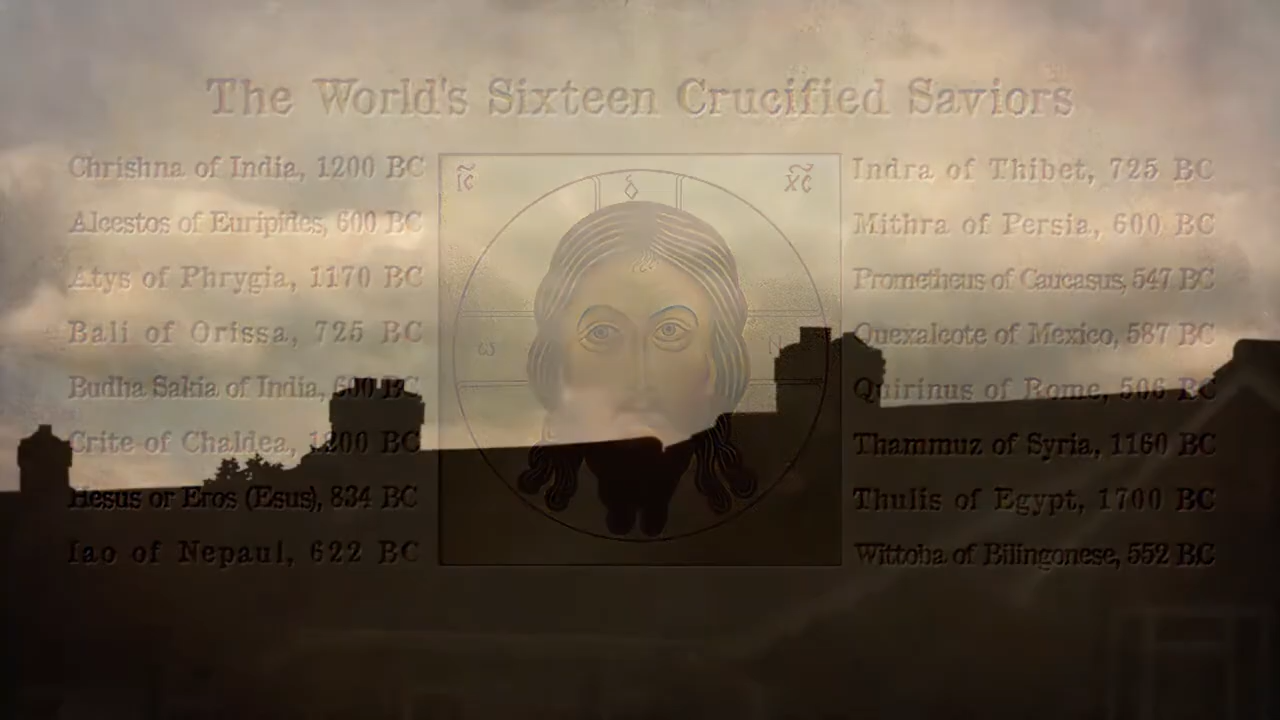 The World's Sixteen Crucified Saviors
Chrishna of India, 1200 BC
Alcestos of Euripides, 600 BC
Atys of Phrygia, 1170 BC
Bali of Orissa, 725 BC
Budha Sakia of India, 600 BC
Crite of Chaldea, 1200 BC
Hesus or Eros (Esus), 834 BC
Iao of Nepaul, 622 BC
ΙC XC
ω Ο Ν
Indra of Thibet, 725 BC
Mithra of Persia, 600 BC
Prometheus of Caucasus, 547 BC
Quexalcote of Mexico, 587 BC
Quirinus of Rome, 506 BC
Thammuz of Syria, 1160 BC
Thulis of Egypt, 1700 BC
Wittoba of Bilingonese, 552 BC